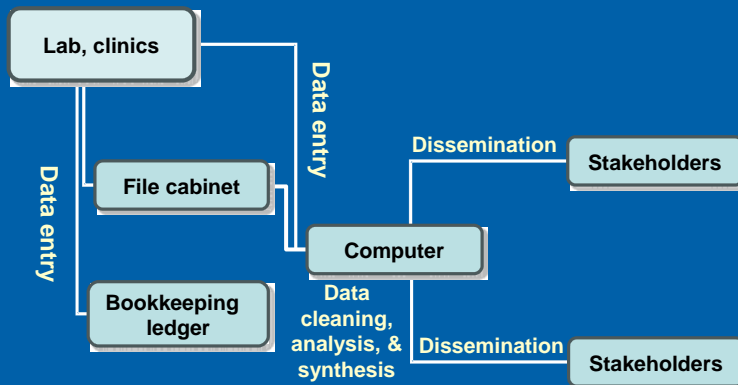 Lab, clinics
Data entry
Data entry
File cabinet
Bookkeeping
ledger
Computer
Data
cleaning,
analysis, &
synthesis
Dissemination
Stakeholders
Dissemination
Stakeholders